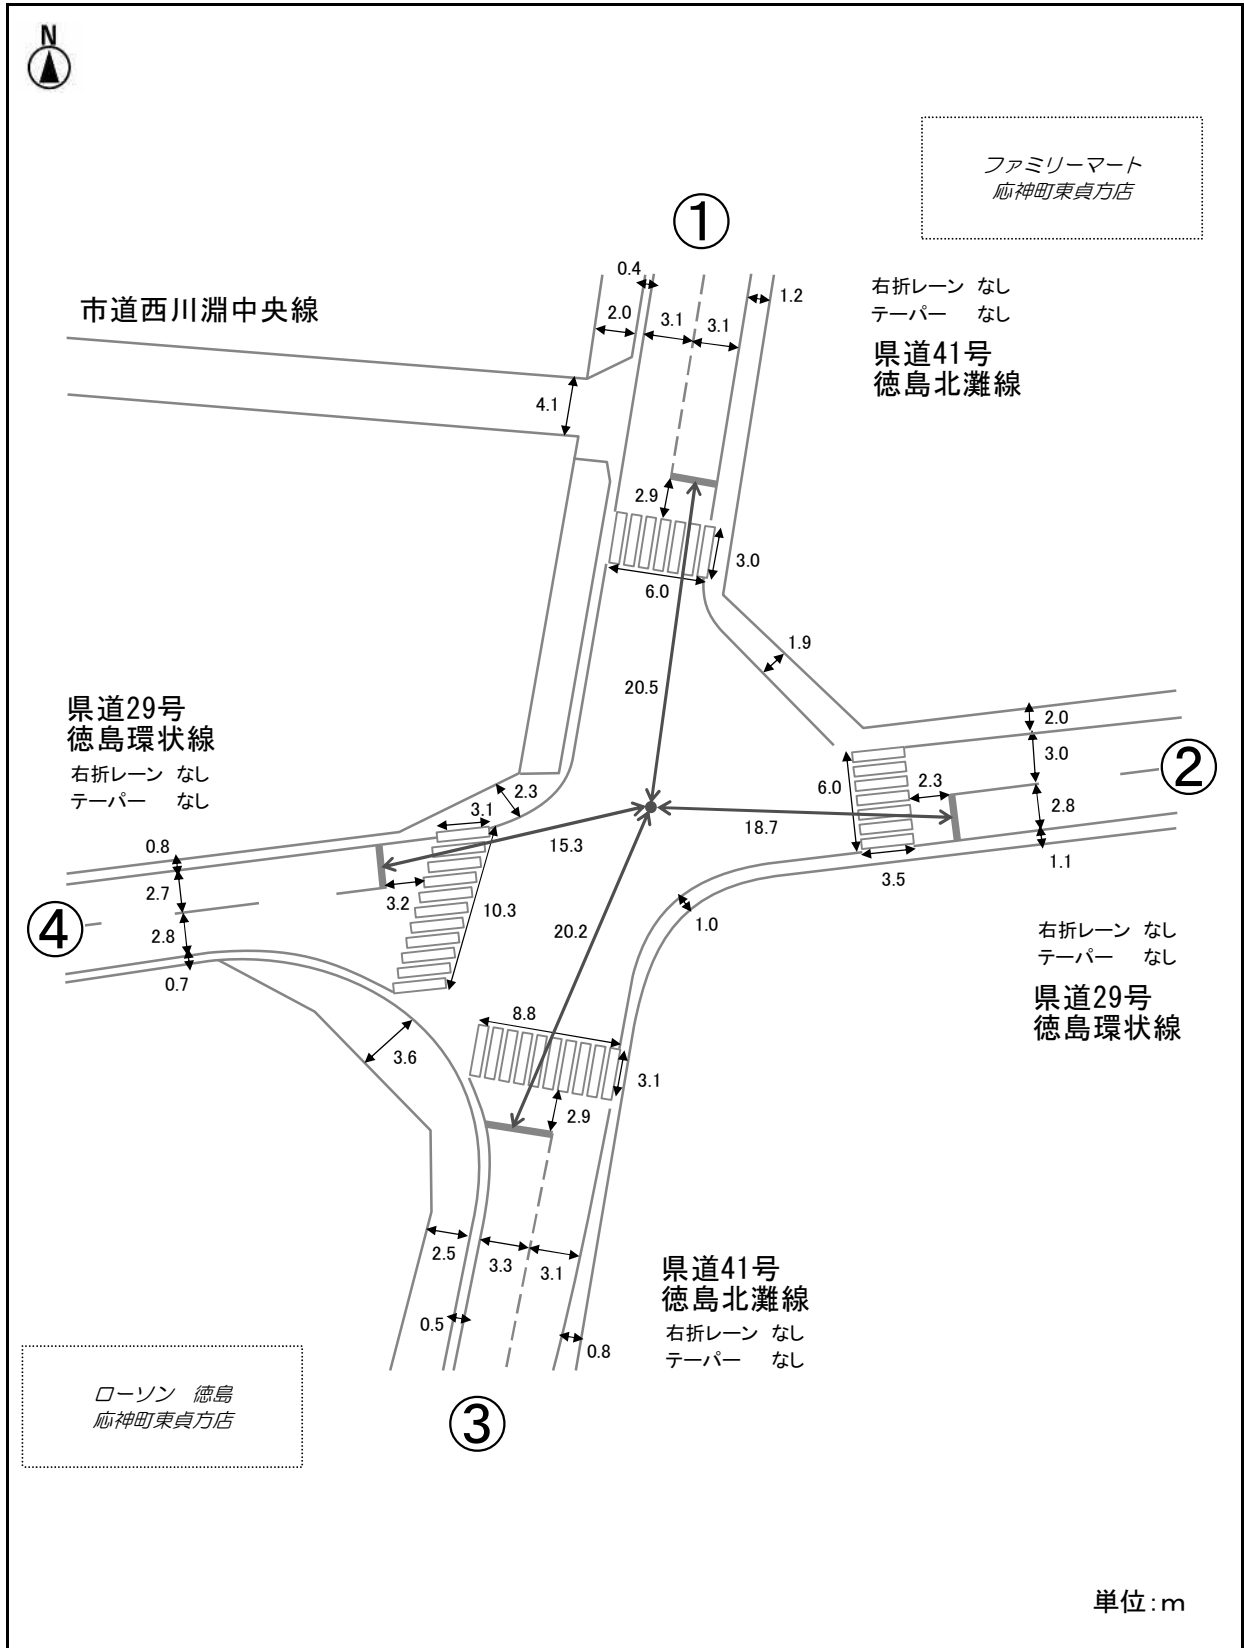 N
ファミリーマート
応神町東貞方店
①
0.4
2.0
3.1
3.1
1.2
市道西川淵中央線
右折レーン なし
テーパー なし
県道41号
徳島北灘線
4.1
2.9
3.0
6.0
1.9
20.5
県道29号
徳島環状線
右折レーン なし
テーパー なし
2.0
3.0
②
2.3
6.0
2.8
1.1
3.5
18.7
2.3
3.1
15.3
0.8
2.7
3.2
④
2.8
0.7
10.3
20.2
1.0
右折レーン なし
テーパー なし
県道29号
徳島環状線
8.8
3.6
3.1
2.9
2.5
3.3
3.1
0.5
0.8
県道41号
徳島北灘線
右折レーン なし
テーパー なし
ローソン 徳島
応神町東貞方店
③
単位:m